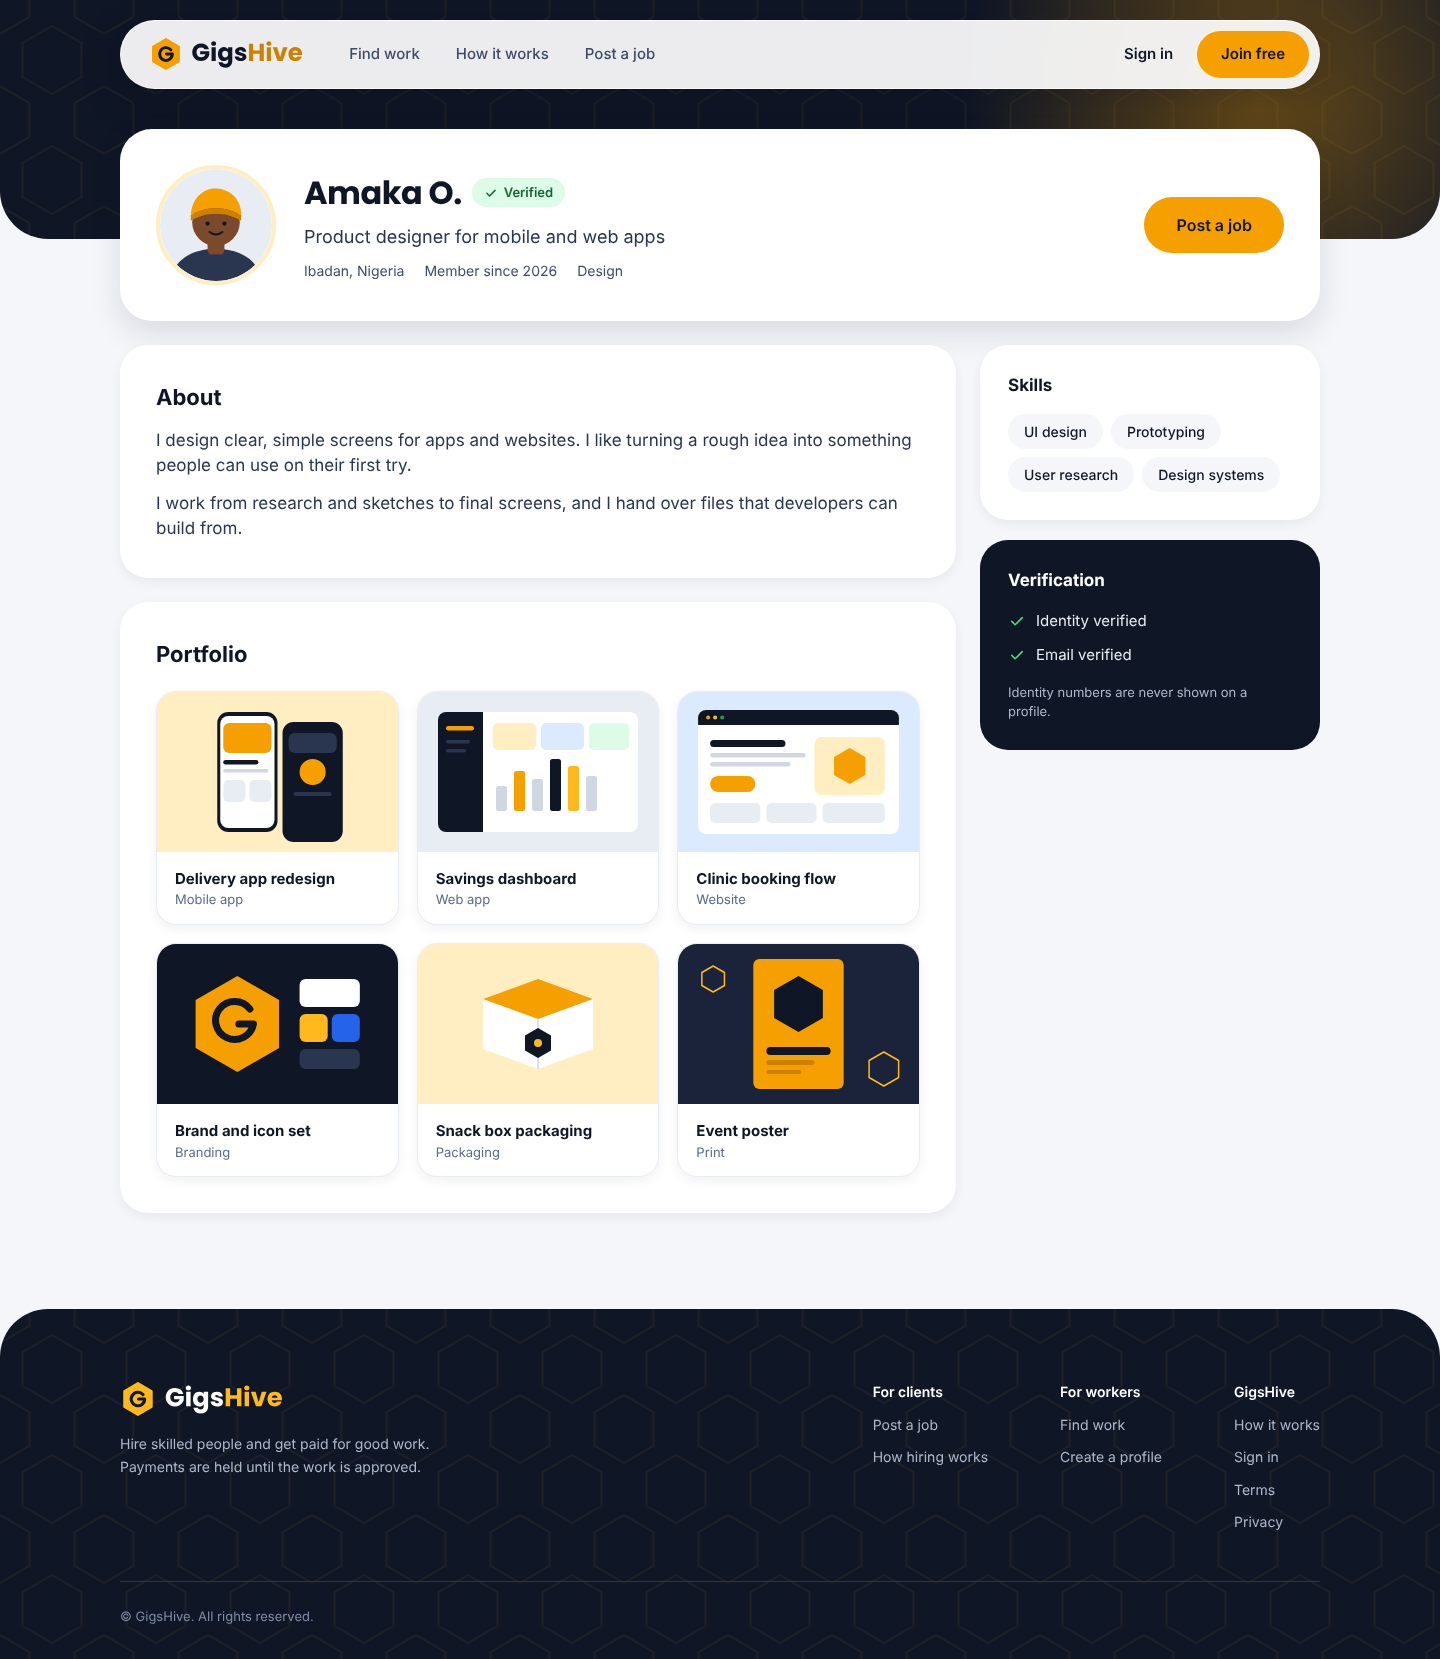 GigsHive
Find work
How it works
Post a job
Sign in
Join free
Amaka O.
Verified
Product designer for mobile and web apps
Ibadan, Nigeria
Member since 2026
Design
Post a job
About
I design clear, simple screens for apps and websites. I like turning a rough idea into something
people can use on their first try.
I work from research and sketches to final screens, and I hand over files that developers can
build from.
Skills
UI design
Prototyping
User research
Design systems
Verification
Identity verified
Email verified
Identity numbers are never shown on a
profile.
Portfolio
Delivery app redesign
Mobile app
Savings dashboard
Web app
Clinic booking flow
Website
Brand and icon set
Branding
Snack box packaging
Packaging
Event poster
Print
GigsHive
Hire skilled people and get paid for good work.
Payments are held until the work is approved.
For clients
Post a job
How hiring works
For workers
Find work
Create a profile
GigsHive
How it works
Sign in
Terms
Privacy
© GigsHive. All rights reserved.